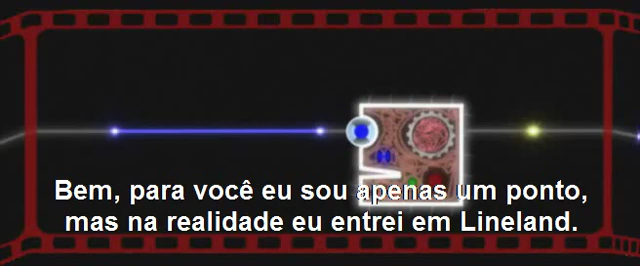 Bem, para você eu sou apenas um ponto,
mas na realidade eu entrei em Lineland.